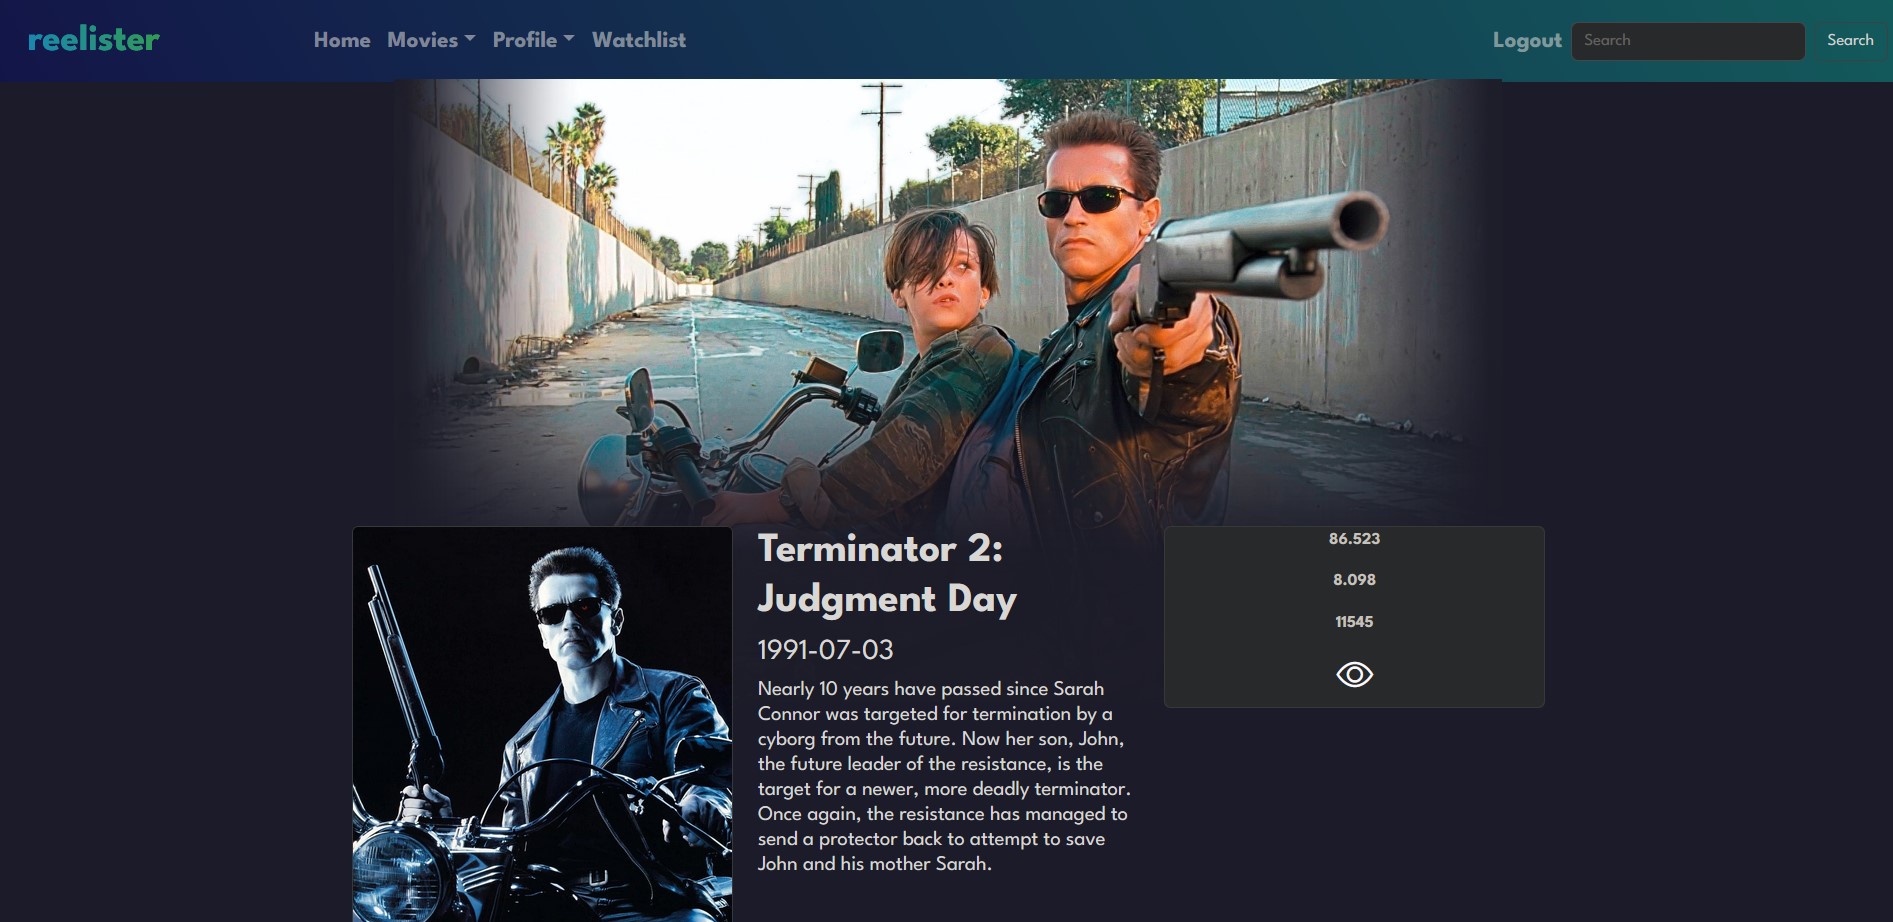 reelister
Home Movies Profile Watchlist
Logout Search Search
Terminator 2:
Judgment Day
1991-07-03
Nearly 10 years have passed since Sarah
Connor was targeted for termination by a
cyborg from the future. Now her son, John,
the future leader of the resistance, is the
target for a newer, more deadly terminator.
Once again, the resistance has managed to
send a protector back to attempt to save
John and his mother Sarah.
86.523
8.098
11545